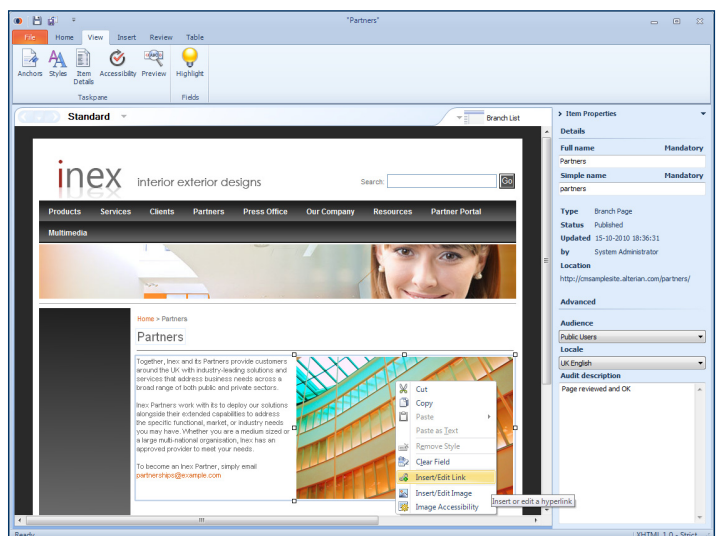 "Partners"
File Home View Insert Review Table
Anchors Styles Item Details Accessibility Preview Highlight
Taskpane Fields
Standard
Branch List
inex interior exterior designs
Search: Go
Products Services Clients Partners Press Office Our Company Resources Partner Portal
Multimedia
Home > Partners
Partners
Together, Inex and its Partners provide customers
around the UK with industry-leading solutions and
services that address business needs across a
broad range of both public and private sectors.
Inex Partners work with its to deploy our solutions
alongside their extended capabilities to address
the specific functional, market, or industry needs
you may have. Whether you are a medium sized or
a large multi-national organisation, Inex has an
approved provider to meet your needs.
To become an Inex Partner, simply email
partnerships@example.com
Cut
Copy
Paste
Paste as Text
Remove Style
Clear Field
Insert/Edit Link
Insert/Edit Image
Image Accessibility
Insert or edit a hyperlink
Item Properties
Details
Full name Mandatory
Partners
Simple name Mandatory
partners
Type Branch Page
Status Published
Updated 15-10-2010 18:36:31
by System Administrator
Location
http://cmsamplesite.alterian.com/partners/
Advanced
Audience
Public Users
Locale
UK English
Audit description
Page reviewed and OK
Ready
XHTML 1.0 - Strict